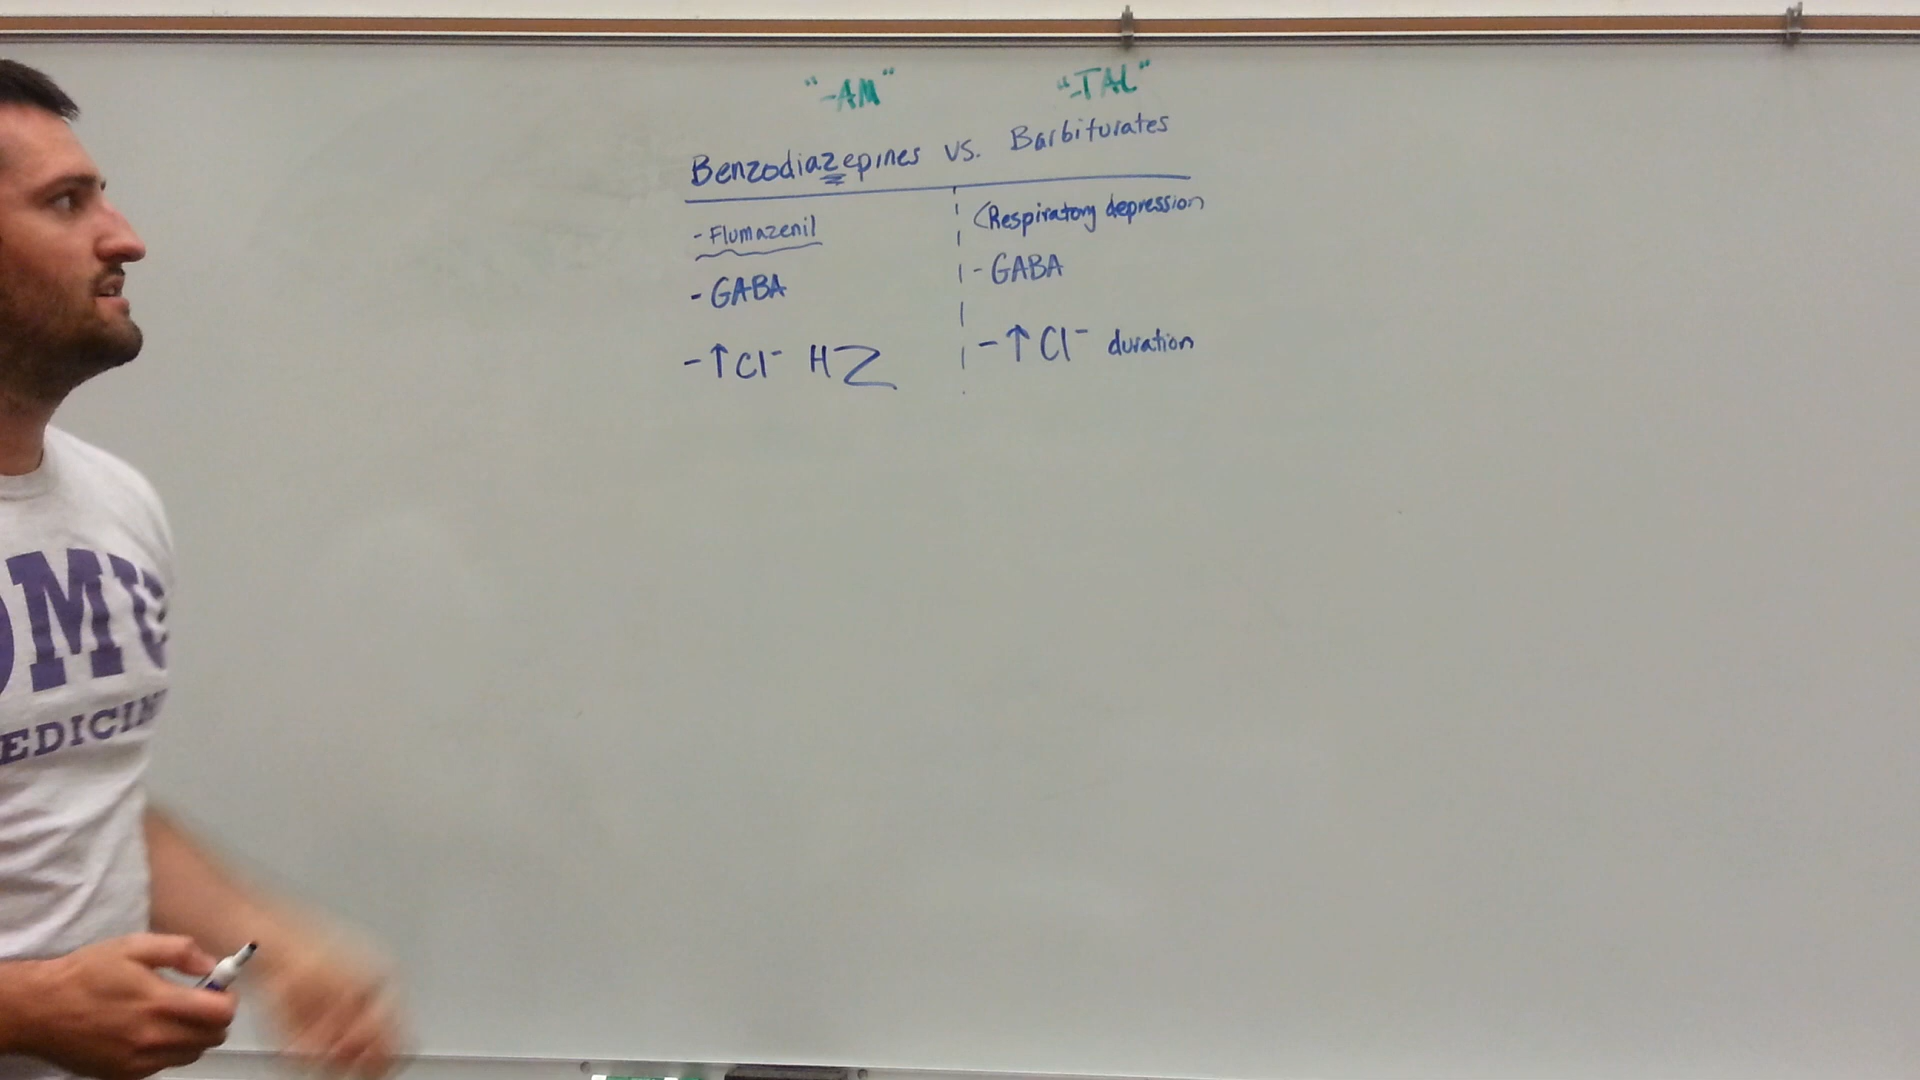 "-AM" "-TAL"
Benzodiazepines vs. Barbiturates
- Flumazenil
- GABA
- ↑ Cl⁻ HZ
(Respiratory depression)
- GABA
- ↑ Cl⁻ duration
OMU
EDICIN